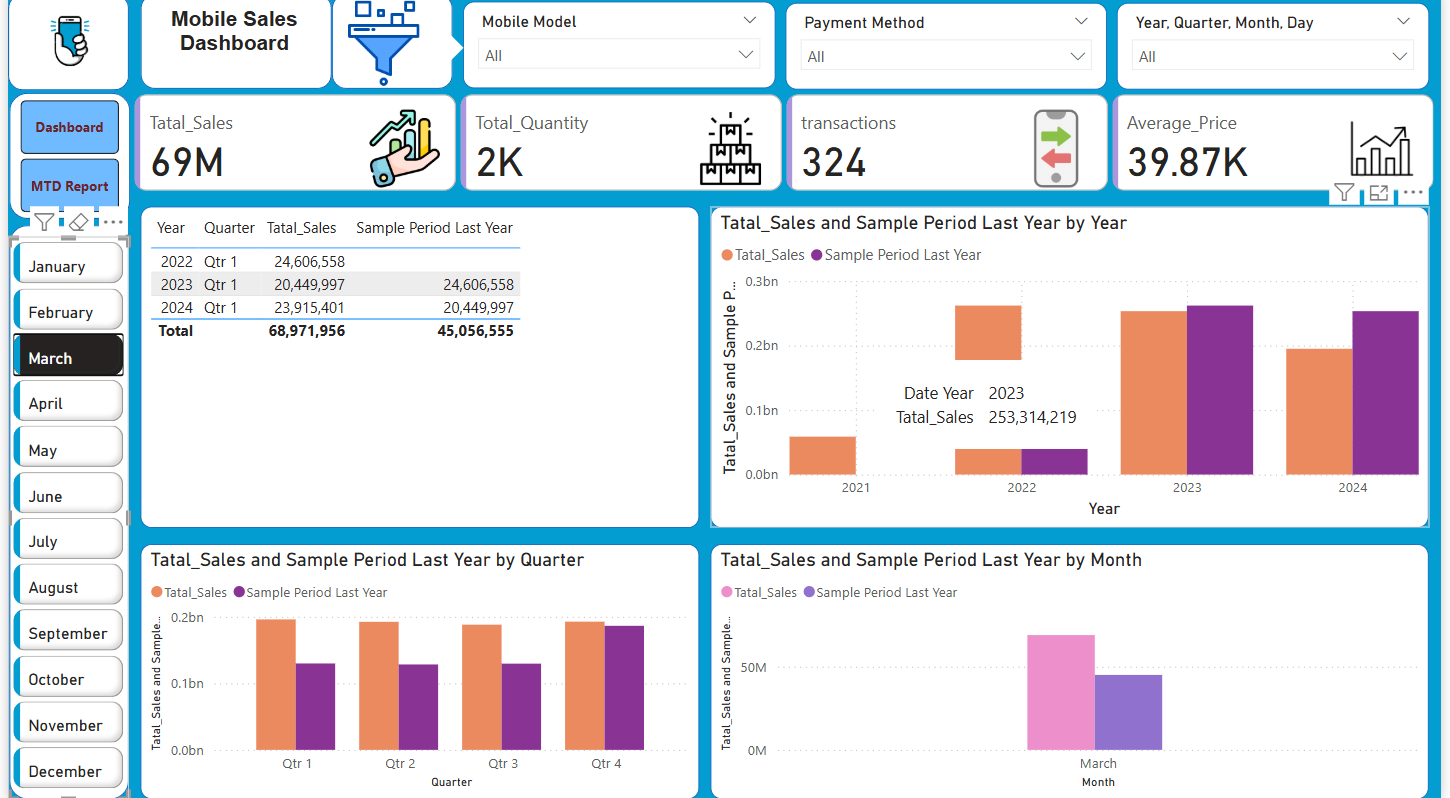 Mobile Sales
Dashboard
Mobile Model
All
Payment Method
All
Year, Quarter, Month, Day
All
Dashboard
MTD Report
Tatal_Sales
69M
Total_Quantity
2K
transactions
324
Average_Price
39.87K
January
February
March
April
May
June
July
August
September
October
November
December
Year Quarter Tatal_Sales Sample Period Last Year
2022 Qtr 1 24,606,558
2023 Qtr 1 20,449,997 24,606,558
2024 Qtr 1 23,915,401 20,449,997
Total 68,971,956 45,056,555
Tatal_Sales and Sample Period Last Year by Year
Tatal_Sales Sample Period Last Year
Tatal_Sales and Sample P...
0.3bn
0.2bn
0.1bn
0.0bn
Date Year 2023
Tatal_Sales 253,314,219
2021 2022 2023 2024
Year
Tatal_Sales and Sample Period Last Year by Quarter
Tatal_Sales Sample Period Last Year
Tatal_Sales and Sample...
0.2bn
0.1bn
0.0bn
Qtr 1 Qtr 2 Qtr 3 Qtr 4
Quarter
Tatal_Sales and Sample Period Last Year by Month
Tatal_Sales Sample Period Last Year
Tatal_Sales and Sample...
50M
0M
March
Month